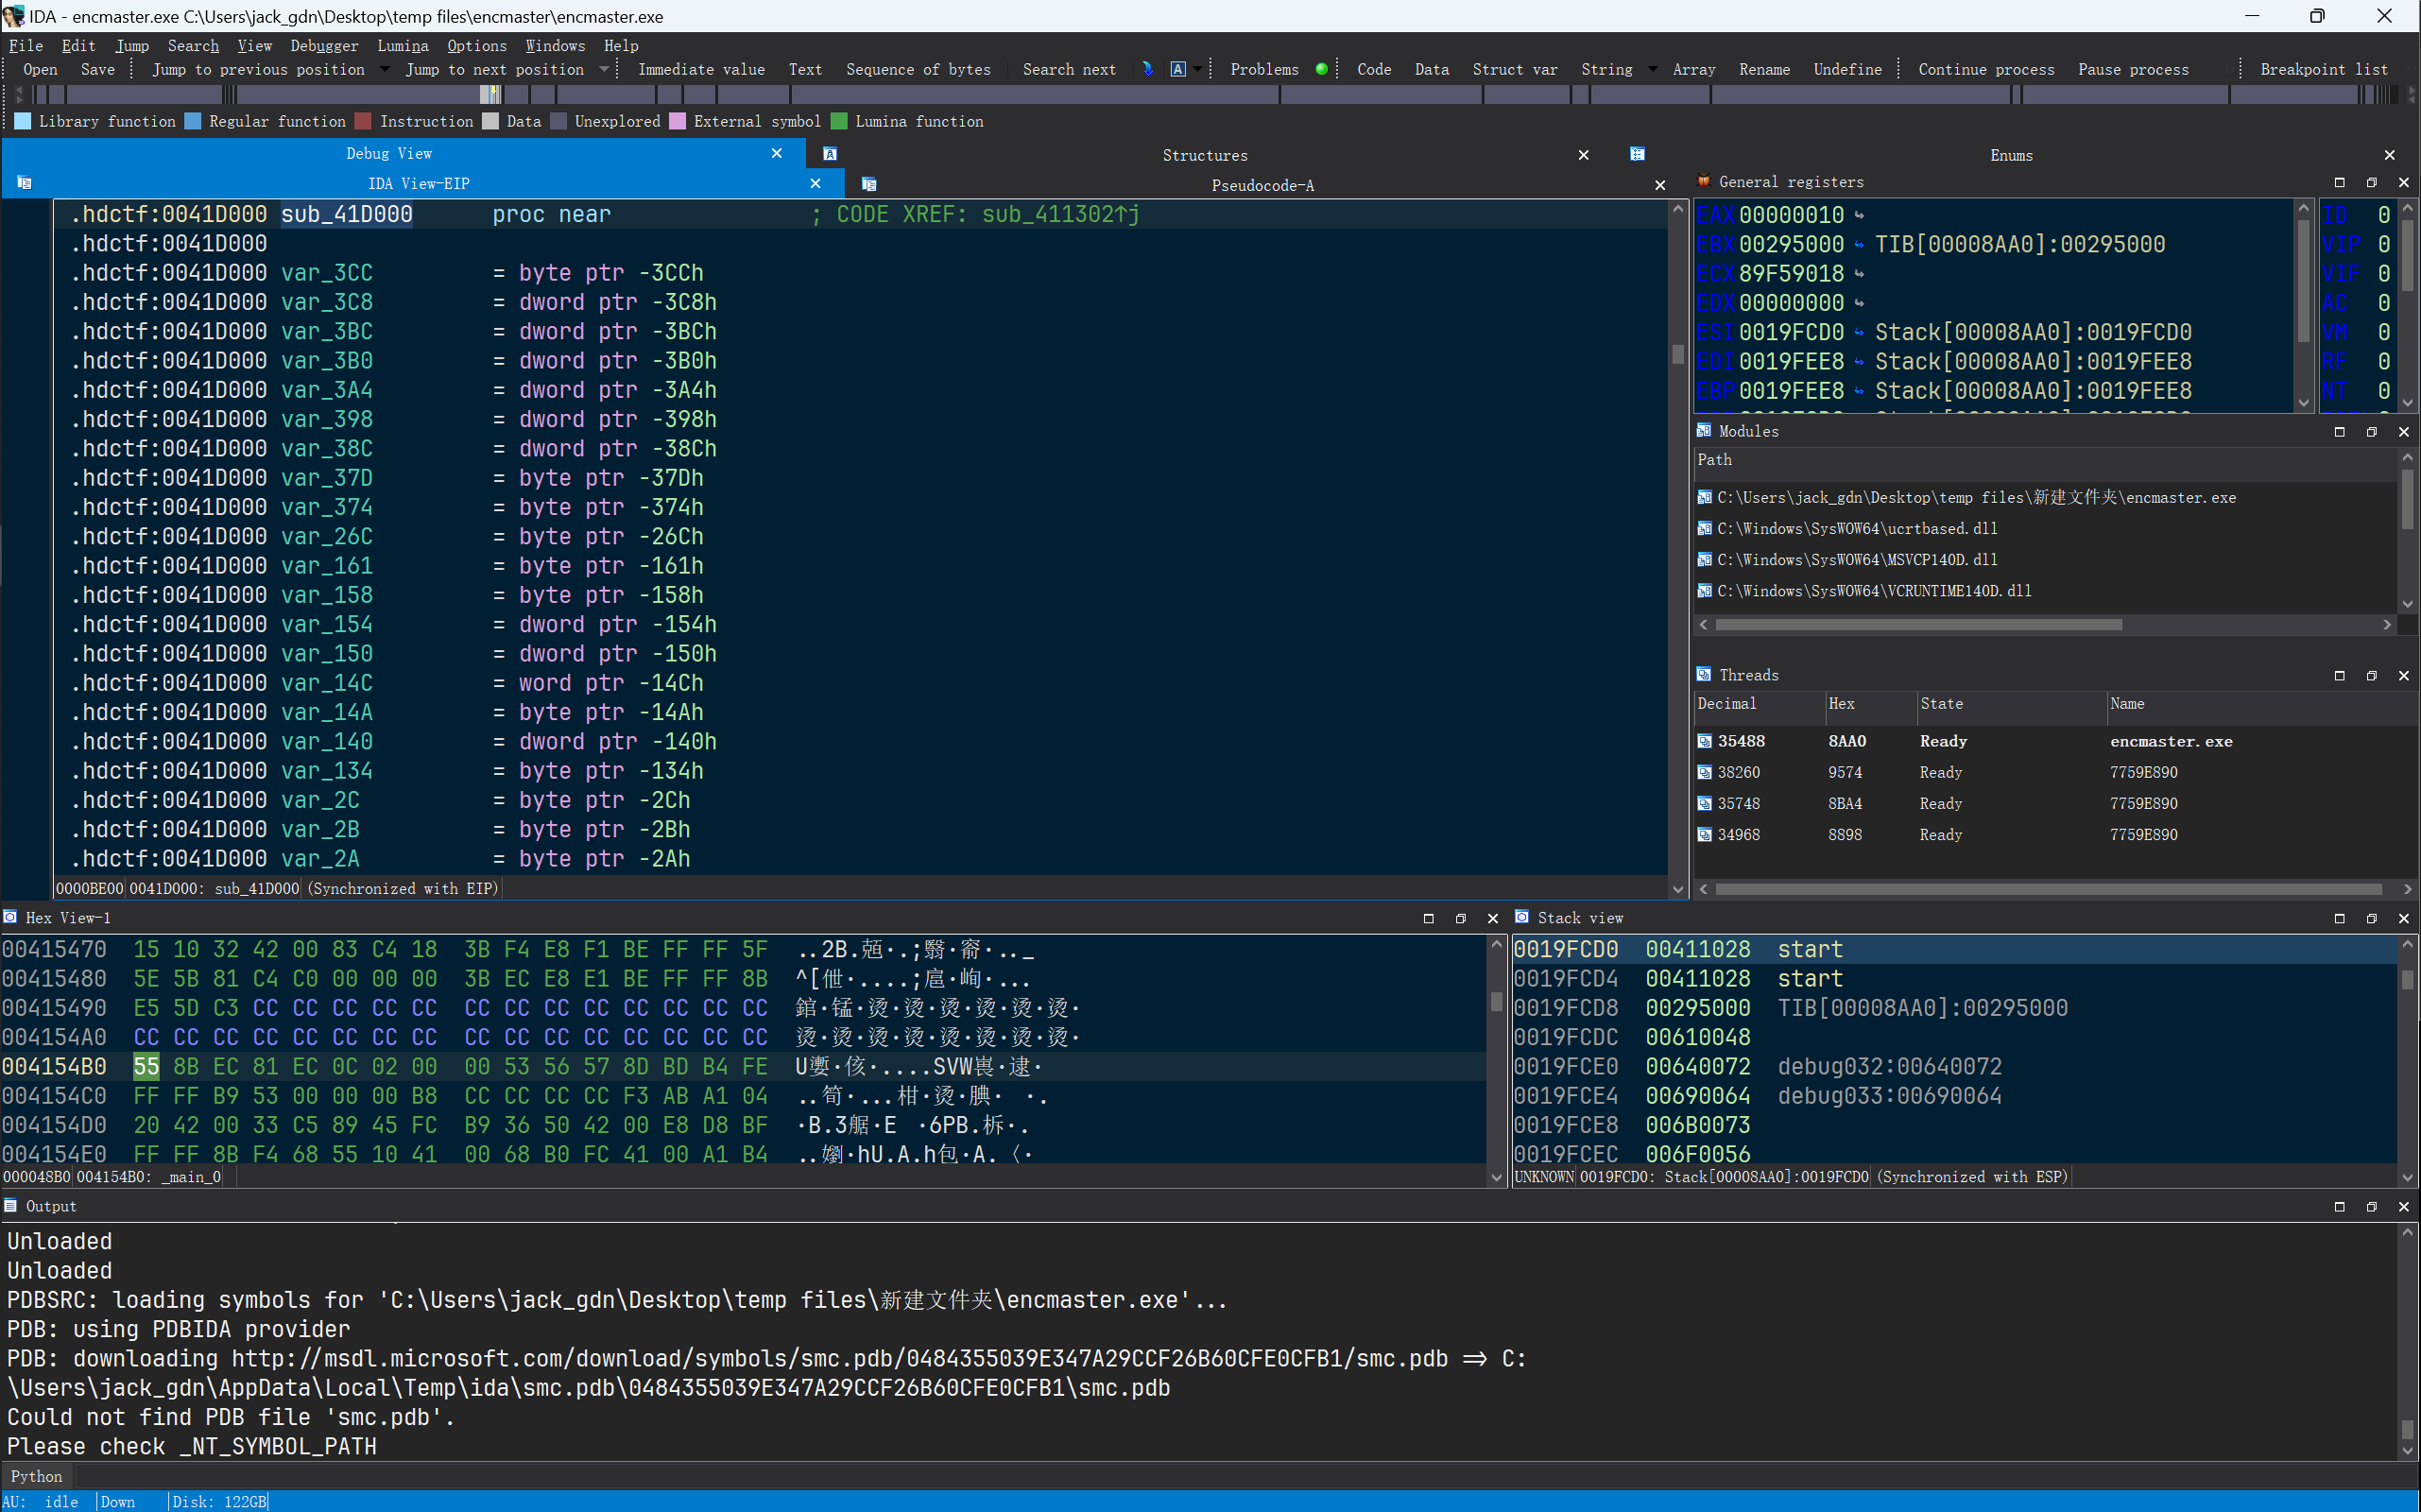 IDA - encmaster.exe C:\Users\jack_gdn\Desktop\temp files\encmaster\encmaster.exe
File Edit Jump Search View Debugger Lumina Options Windows Help
Open Save Jump to previous position Jump to next position Immediate value Text Sequence of bytes Search next Problems Code Data Struct var String Array Rename Undefine Continue process Pause process Breakpoint list
Library function Regular function Instruction Data Unexplored External symbol Lumina function
Debug View Structures Enums
IDA View-EIP Pseudocode-A
.hdctf:0041D000 sub_41D000 proc near ; CODE XREF: sub_411302↑j
.hdctf:0041D000
.hdctf:0041D000 var_3CC = byte ptr -3CCh
.hdctf:0041D000 var_3C8 = dword ptr -3C8h
.hdctf:0041D000 var_3BC = dword ptr -3BCh
.hdctf:0041D000 var_3B0 = dword ptr -3B0h
.hdctf:0041D000 var_3A4 = dword ptr -3A4h
.hdctf:0041D000 var_398 = dword ptr -398h
.hdctf:0041D000 var_38C = dword ptr -38Ch
.hdctf:0041D000 var_37D = byte ptr -37Dh
.hdctf:0041D000 var_374 = byte ptr -374h
.hdctf:0041D000 var_26C = byte ptr -26Ch
.hdctf:0041D000 var_161 = byte ptr -161h
.hdctf:0041D000 var_158 = byte ptr -158h
.hdctf:0041D000 var_154 = dword ptr -154h
.hdctf:0041D000 var_150 = dword ptr -150h
.hdctf:0041D000 var_14C = word ptr -14Ch
.hdctf:0041D000 var_14A = byte ptr -14Ah
.hdctf:0041D000 var_140 = dword ptr -140h
.hdctf:0041D000 var_134 = byte ptr -134h
.hdctf:0041D000 var_2C = byte ptr -2Ch
.hdctf:0041D000 var_2B = byte ptr -2Bh
.hdctf:0041D000 var_2A = byte ptr -2Ah
0000BE00 0041D000: sub_41D000 (Synchronized with EIP)
General registers
EAX 00000010
EBX 00295000 TIB[00008AA0]:00295000
ECX 89F59018
EDX 00000000
ESI 0019FCD0 Stack[00008AA0]:0019FCD0
EDI 0019FEE8 Stack[00008AA0]:0019FEE8
EBP 0019FEE8 Stack[00008AA0]:0019FEE8
ID 0
VIP 0
VIF 0
AC 0
VM 0
RF 0
NT 0
Modules
Path
C:\Users\jack_gdn\Desktop\temp files\新建文件夹\encmaster.exe
C:\Windows\SysWOW64\ucrtbased.dll
C:\Windows\SysWOW64\MSVCP140D.dll
C:\Windows\SysWOW64\VCRUNTIME140D.dll
Threads
Decimal Hex State Name
35488 8AA0 Ready encmaster.exe
38260 9574 Ready 7759E890
35748 8BA4 Ready 7759E890
34968 8898 Ready 7759E890
Hex View-1
00415470 15 10 32 42 00 83 C4 18 3B F4 E8 F1 BE FF FF 5F
00415480 5E 5B 81 C4 C0 00 00 00 3B EC E8 E1 BE FF FF 8B
00415490 E5 5D C3 CC CC CC CC CC CC CC CC CC CC CC CC CC 錧·锰·烫·烫·烫·烫·烫·烫·
004154A0 CC CC CC CC CC CC CC CC CC CC CC CC CC CC CC CC 烫·烫·烫·烫·烫·烫·烫·烫·
004154B0 55 8B EC 81 EC 0C 02 00 00 53 56 57 8D BD B4 FE
004154C0 FF FF B9 53 00 00 00 B8 CC CC CC CC F3 AB A1 04
004154D0 20 42 00 33 C5 89 45 FC B9 36 50 42 00 E8 D8 BF
004154E0 FF FF 8B F4 68 55 10 41 00 68 B0 FC 41 00 A1 B4
000048B0 004154B0: _main_0
Stack view
0019FCD0 00411028 start
0019FCD4 00411028 start
0019FCD8 00295000 TIB[00008AA0]:00295000
0019FCDC 00610048
0019FCE0 00640072 debug032:00640072
0019FCE4 00690064 debug033:00690064
0019FCE8 006B0073
0019FCEC 006F0056
UNKNOWN 0019FCD0: Stack[00008AA0]:0019FCD0 (Synchronized with ESP)
Output
Unloaded
Unloaded
PDBSRC: loading symbols for 'C:\Users\jack_gdn\Desktop\temp files\新建文件夹\encmaster.exe'...
PDB: using PDBIDA provider
PDB: downloading http://msdl.microsoft.com/download/symbols/smc.pdb/0484355039E347A29CCF26B60CFE0CFB1/smc.pdb => C:
\Users\jack_gdn\AppData\Local\Temp\ida\smc.pdb\0484355039E347A29CCF26B60CFE0CFB1\smc.pdb
Could not find PDB file 'smc.pdb'.
Please check _NT_SYMBOL_PATH
Python
AU: idle Down Disk: 122GB